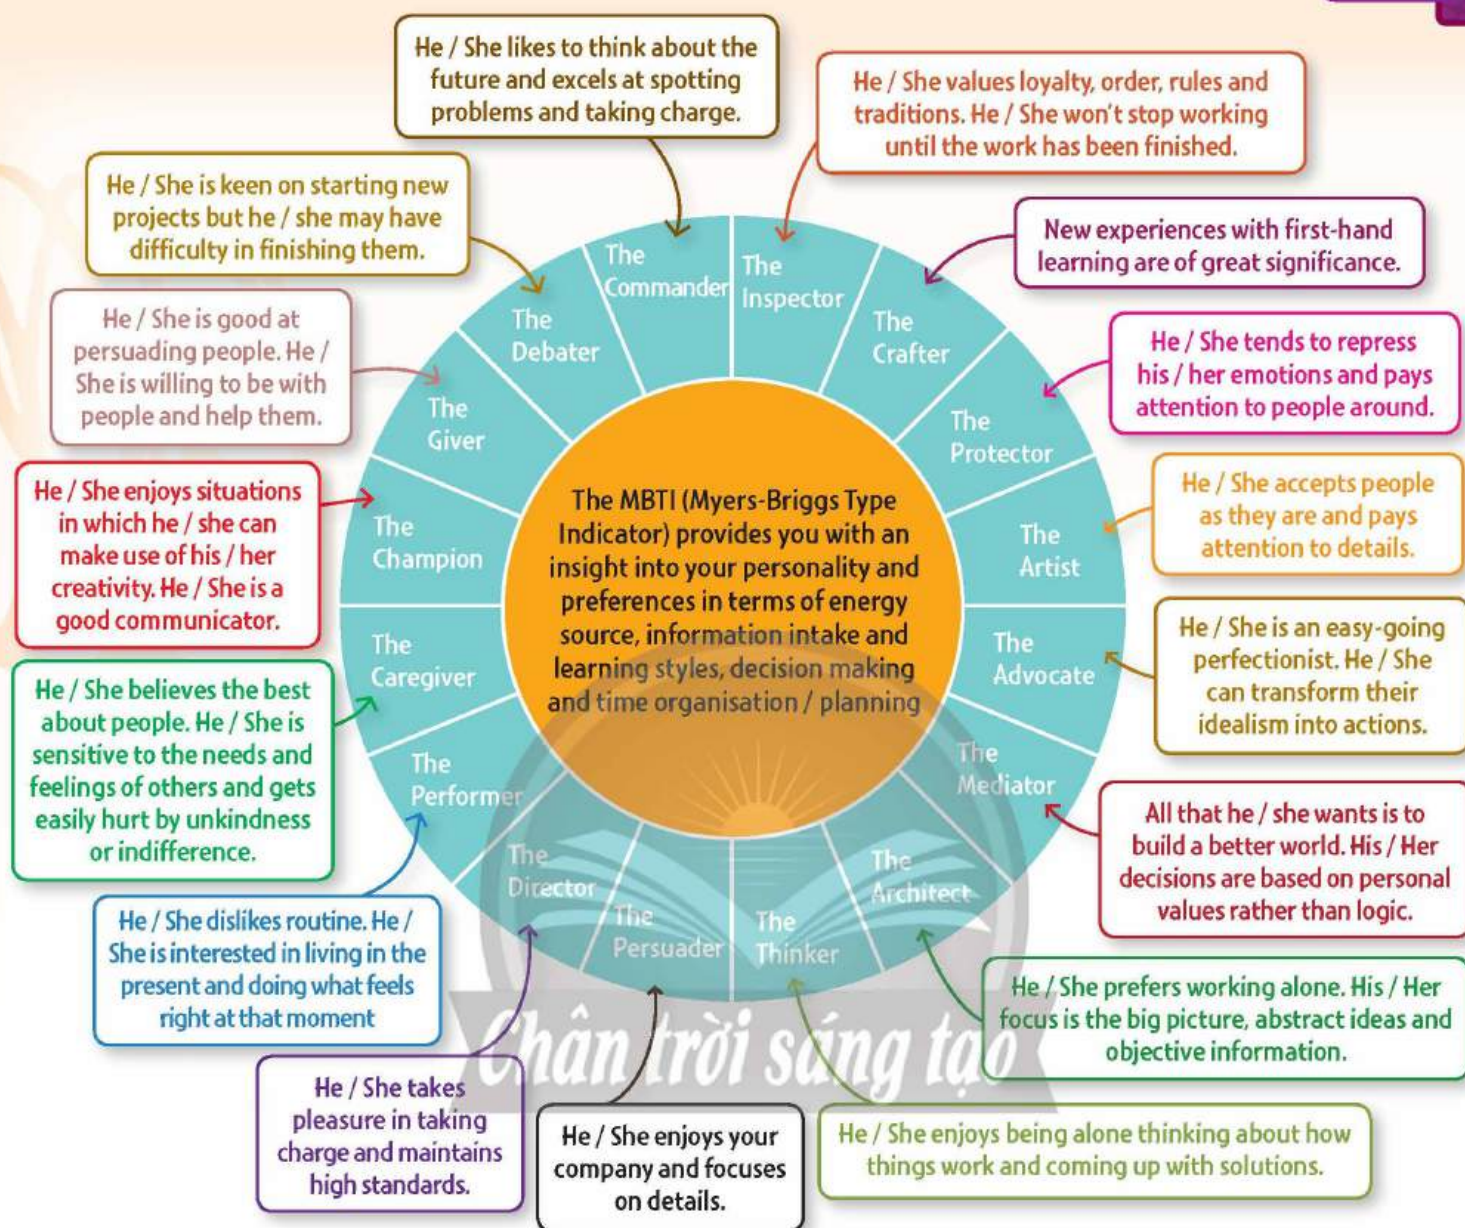 He / She likes to think about the
future and excels at spotting
problems and taking charge.
He / She values loyalty, order, rules and
traditions. He / She won't stop working
until the work has been finished.
He / She is keen on starting new
projects but he / she may have
difficulty in finishing them.
New experiences with first-hand
learning are of great significance.
He / She is good at
persuading people. He /
She is willing to be with
people and help them.
He / She tends to repress
his / her emotions and pays
attention to people around.
He / She enjoys situations
in which he / she can
make use of his / her
creativity. He / She is a
good communicator.
He / She accepts people
as they are and pays
attention to details.
He / She believes the best
about people. He / She is
sensitive to the needs and
feelings of others and gets
easily hurt by unkindness
or indifference.
He / She is an easy-going
perfectionist. He / She
can transform their
idealism into actions.
All that he / she wants is to
build a better world. His / Her
decisions are based on personal
values rather than logic.
He / She dislikes routine. He /
She is interested in living in the
present and doing what feels
right at that moment
He / She prefers working alone. His / Her
focus is the big picture, abstract ideas and
objective information.
He / She takes
pleasure in taking
charge and maintains
high standards.
He / She enjoys your
company and focuses
on details.
He / She enjoys being alone thinking about how
things work and coming up with solutions.
The
Commander
The
Inspector
The
Crafter
The
Protector
The
Artist
The
Advocate
The
Mediator
The
Architect
The
Thinker
The
Persuader
The
Director
The
Performer
The
Caregiver
The
Champion
The
Giver
The
Debater
The MBTI (Myers-Briggs Type
Indicator) provides you with an
insight into your personality and
preferences in terms of energy
source, information intake and
learning styles, decision making
and time organisation / planning
Chân trời sáng tạo